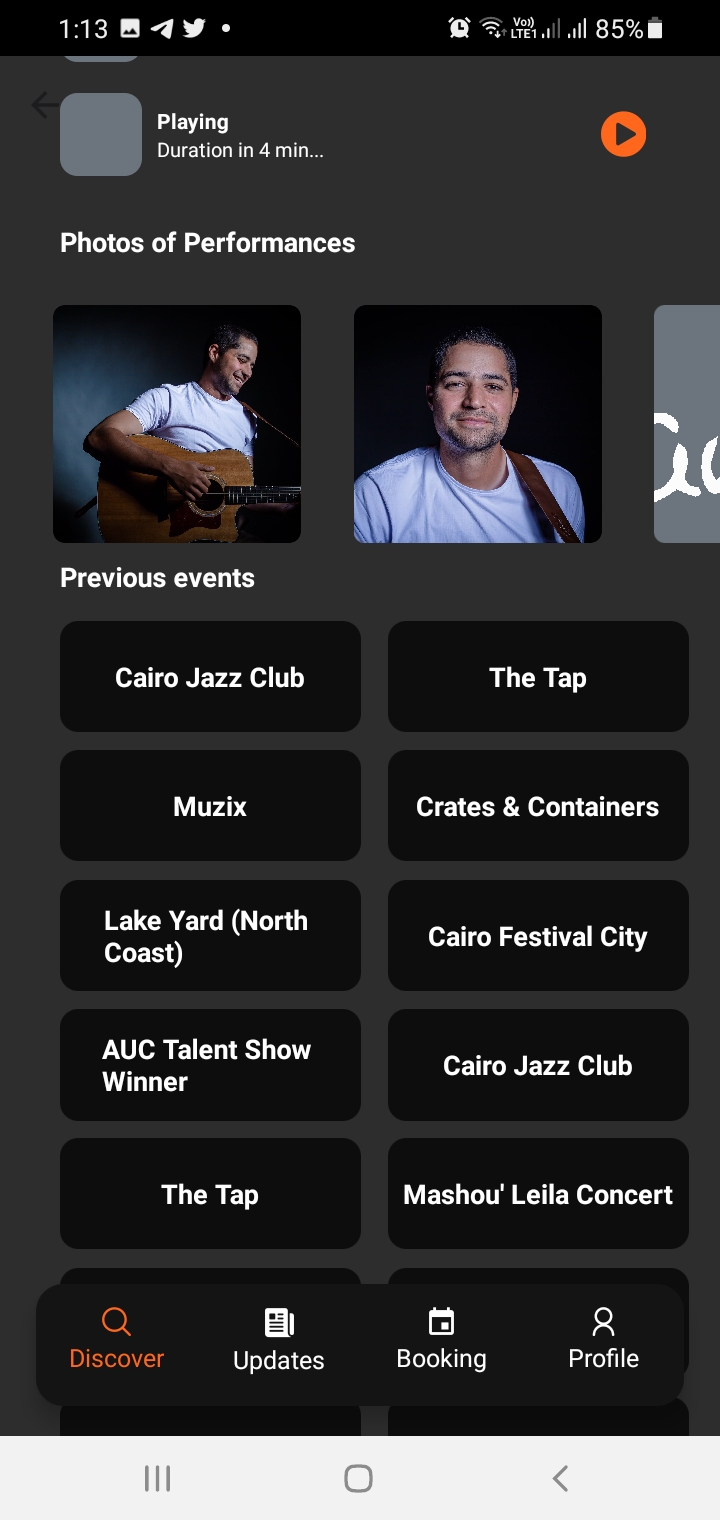 1:13
Vo))
LTE1
85%
Playing
Duration in 4 min...
Photos of Performances
Previous events
Cairo Jazz Club
The Tap
Muzix
Crates & Containers
Lake Yard (North
Coast)
Cairo Festival City
AUC Talent Show
Winner
Cairo Jazz Club
The Tap
Mashou' Leila Concert
Discover
Updates
Booking
Profile